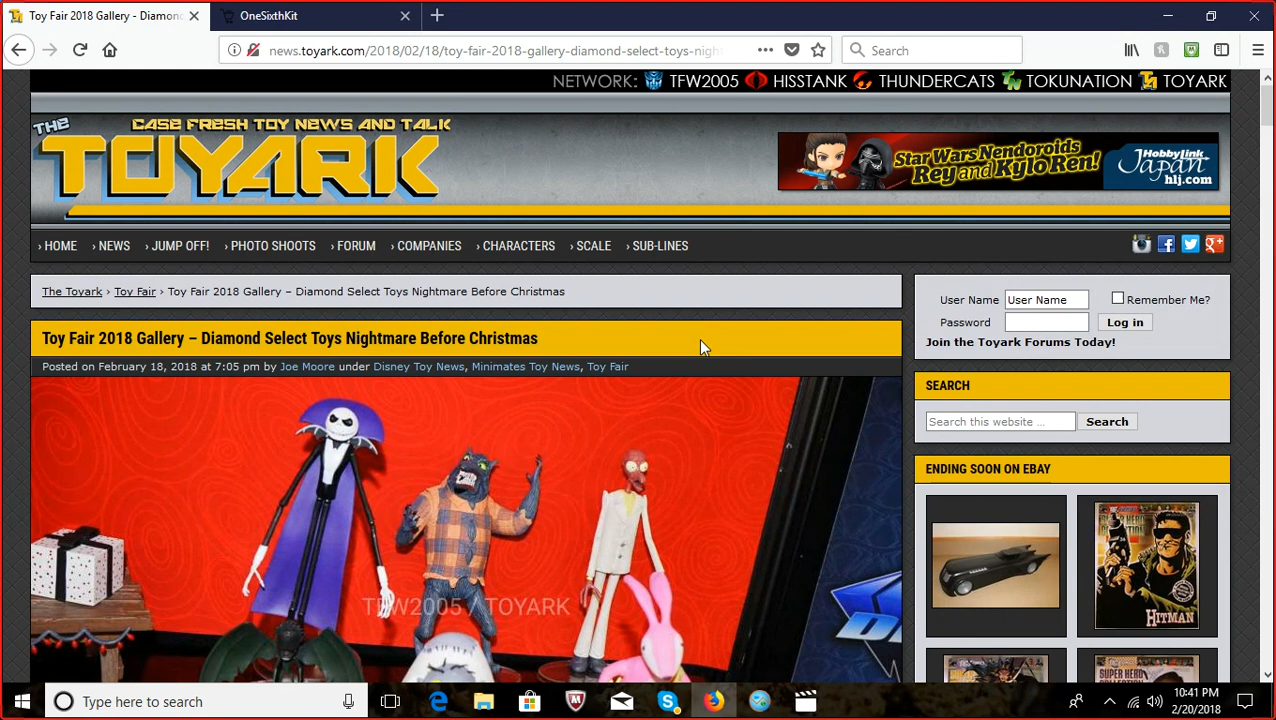 Toy Fair 2018 Gallery - Diamond
OneSixthKit
news.toyark.com/2018/02/18/toy-fair-2018-gallery-diamond-select-toys-nigh
Search
NETWORK: TFW2005 HISSTANK THUNDERCATS TOKUNATION TOYARK
CASE FRESH TOY NEWS AND TALK
THE TOYARK
Star Wars Nendoroids
Rey and Kylo Ren!
HobbyLink
Japan
hlj.com
› HOME › NEWS › JUMP OFF! › PHOTO SHOOTS › FORUM › COMPANIES › CHARACTERS › SCALE › SUB-LINES
The Toyark › Toy Fair › Toy Fair 2018 Gallery – Diamond Select Toys Nightmare Before Christmas
Toy Fair 2018 Gallery – Diamond Select Toys Nightmare Before Christmas
Posted on February 18, 2018 at 7:05 pm by Joe Moore under Disney Toy News, Minimates Toy News, Toy Fair
TFW2005 / TOYARK
User Name User Name Remember Me?
Password Log in
Join the Toyark Forums Today!
SEARCH
Search this website ... Search
ENDING SOON ON EBAY
HITMAN
Type here to search
10:41 PM
2/20/2018